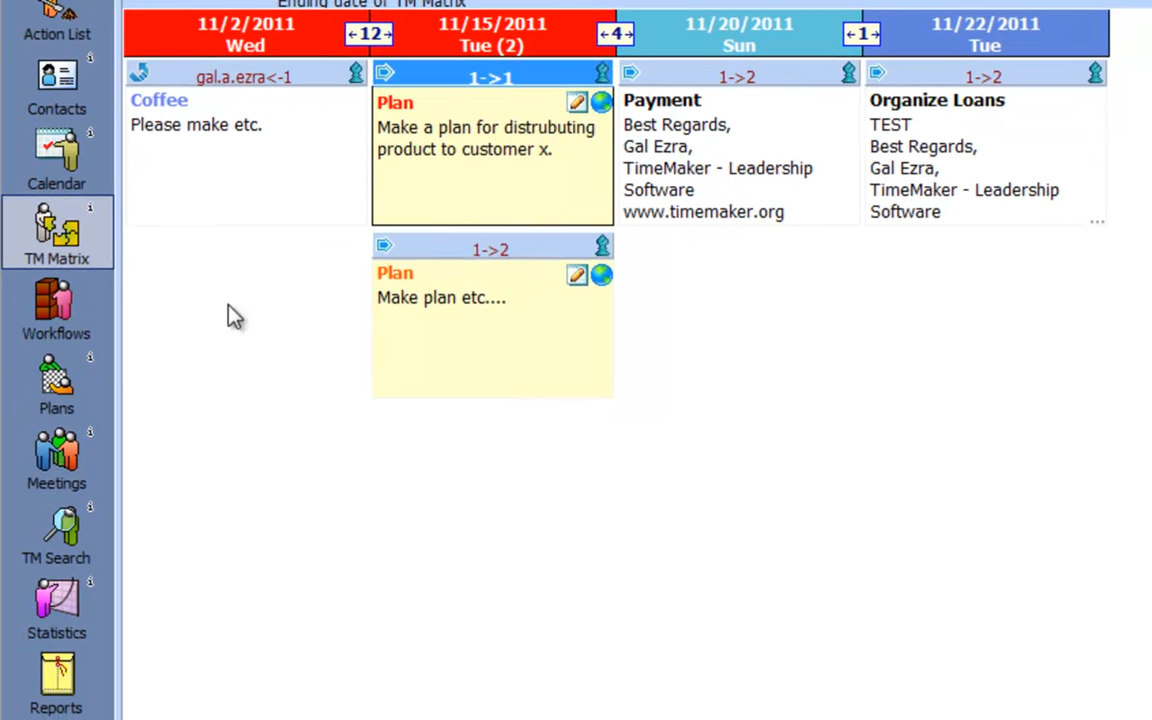 Ending date of TM Matrix
Action List
Contacts
Calendar
TM Matrix
Workflows
Plans
Meetings
TM Search
Statistics
Reports
11/2/2011
Wed
←12→
11/15/2011
Tue (2)
←4→
11/20/2011
Sun
←1→
11/22/2011
Tue
gal.a.ezra<-1
Coffee
Please make etc.
1->1
Plan
Make a plan for distrubuting
product to customer x.
1->2
Plan
Make plan etc....
1->2
Payment
Best Regards,
Gal Ezra,
TimeMaker - Leadership
Software
www.timemaker.org
1->2
Organize Loans
TEST
Best Regards,
Gal Ezra,
TimeMaker - Leadership
Software
...